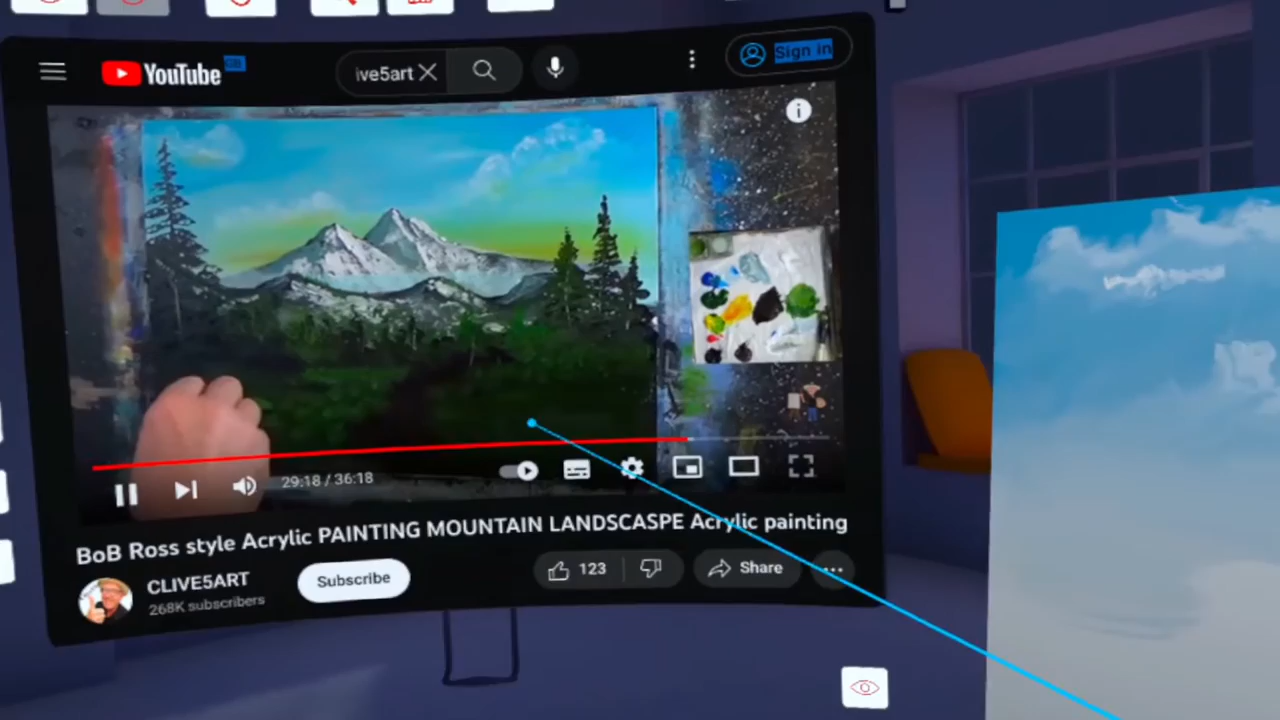 YouTube GB
ive5art
Sign in
29:18 / 36:18
BoB Ross style Acrylic PAINTING MOUNTAIN LANDSCASPE Acrylic painting
CLIVE5ART
268K subscribers
Subscribe
123
Share